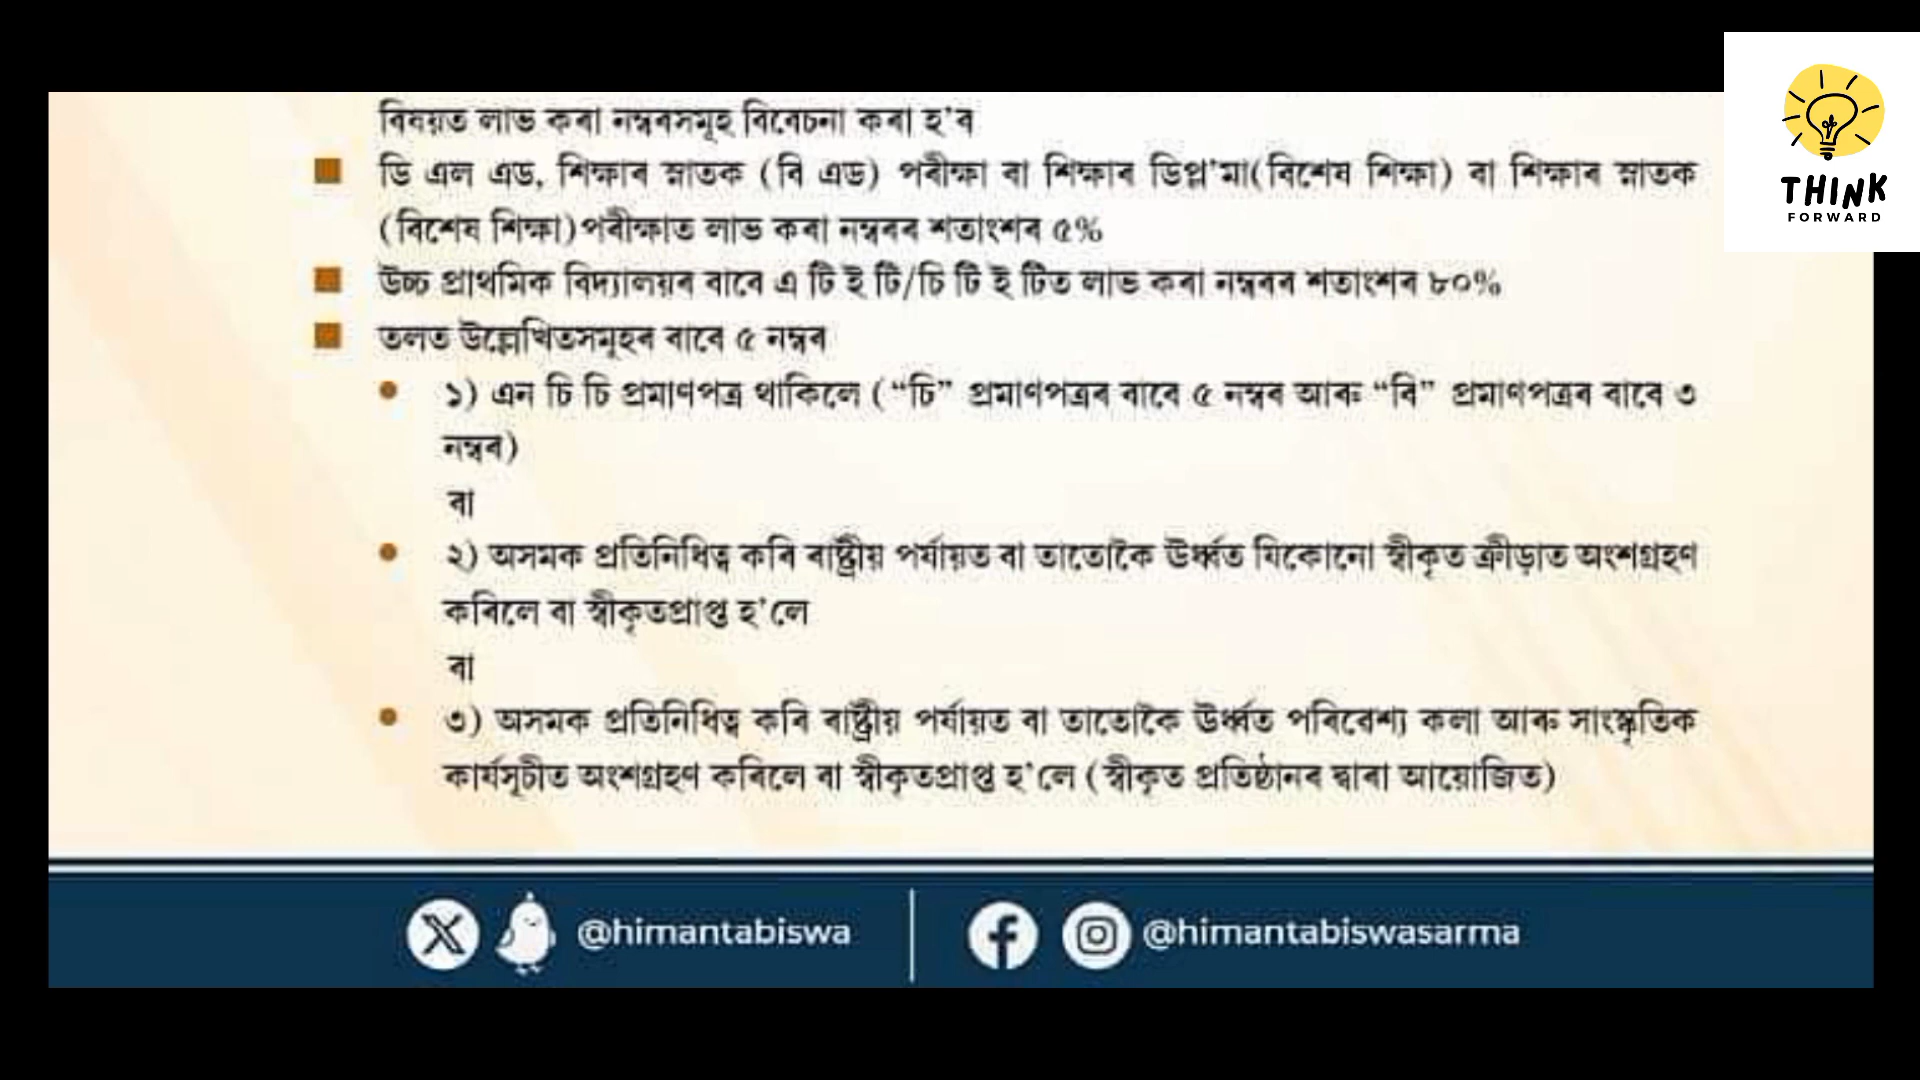 বিষয়ত লাভ কৰা নম্বৰসমূহ বিবেচনা কৰা হ'ব
ডি এল এড, শিক্ষাৰ স্নাতক (বি এড) পৰীক্ষা বা শিক্ষাৰ ডিপ্ল'মা(বিশেষ শিক্ষা) বা শিক্ষাৰ স্নাতক
(বিশেষ শিক্ষা)পৰীক্ষাত লাভ কৰা নম্বৰৰ শতাংশৰ ৫%
উচ্চ প্ৰাথমিক বিদ্যালয়ৰ বাবে এ টি ই টি/চি টি ই টিত লাভ কৰা নম্বৰৰ শতাংশৰ ৮০%
তলত উল্লেখিতসমূহৰ বাবে ৫ নম্বৰ
১) এন চি চি প্ৰমাণপত্ৰ থাকিলে (“চি” প্ৰমাণপত্ৰৰ বাবে ৫ নম্বৰ আৰু “বি” প্ৰমাণপত্ৰৰ বাবে ৩
নম্বৰ)
বা
২) অসমক প্ৰতিনিধিত্ব কৰি ৰাষ্ট্ৰীয় পৰ্যায়ত বা তাতোকৈ উৰ্ধ্বত যিকোনো স্বীকৃত ক্ৰীড়াত অংশগ্ৰহণ
কৰিলে বা স্বীকৃতপ্ৰাপ্ত হ'লে
বা
৩) অসমক প্ৰতিনিধিত্ব কৰি ৰাষ্ট্ৰীয় পৰ্যায়ত বা তাতোকৈ উৰ্ধ্বত পৰিবেশ্য কলা আৰু সাংস্কৃতিক
কাৰ্যসূচীত অংশগ্ৰহণ কৰিলে বা স্বীকৃতপ্ৰাপ্ত হ'লে (স্বীকৃত প্ৰতিষ্ঠানৰ দ্বাৰা আয়োজিত)
@himantabiswa
@himantabiswasarma
THINK
FORWARD